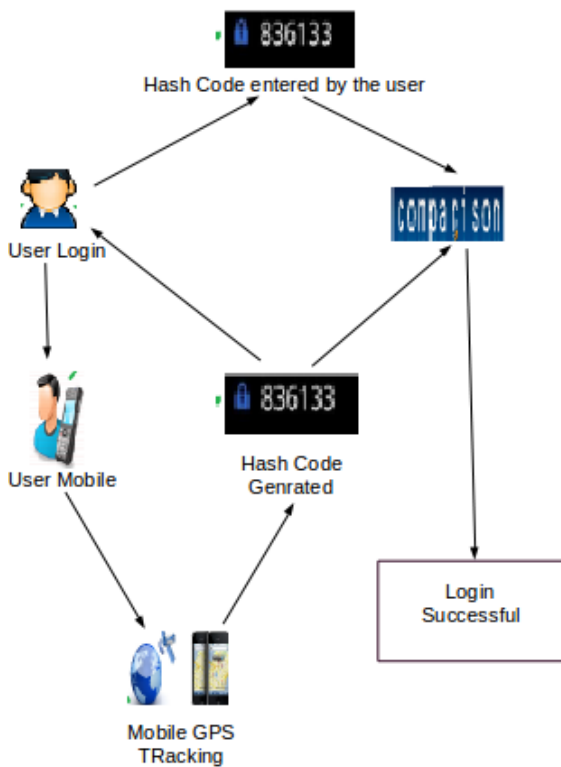 836133
Hash Code entered by the user
comparison
User Login
836133
Hash Code
Genrated
User Mobile
Login
Successful
Mobile GPS
TRacking